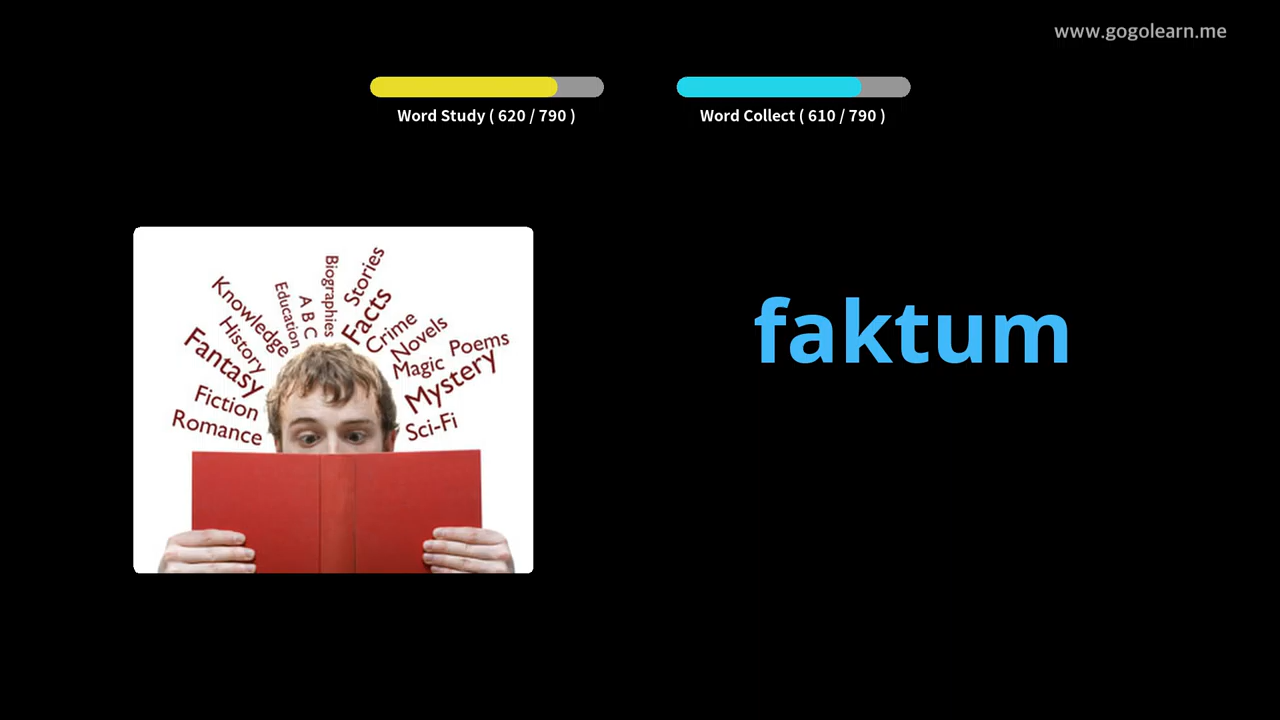 www.gogolearn.me
Word Study ( 620 / 790 )
Word Collect ( 610 / 790 )
faktum
Knowledge
History
Fantasy
Fiction
Romance
Education
A B C
Biographies
Stories
Facts
Crime
Novels
Magic
Poems
Mystery
Sci-Fi